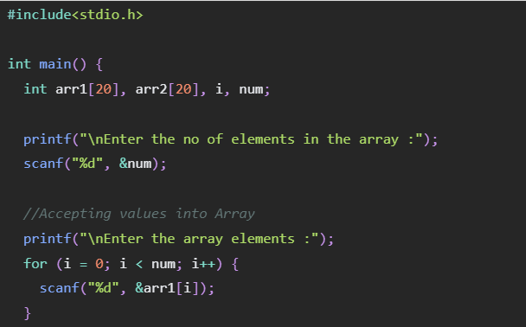 #include<stdio.h>
int main() {
int arr1[20], arr2[20], i, num;
printf("\nEnter the no of elements in the array :");
scanf("%d", &num);
//Accepting values into Array
printf("\nEnter the array elements :");
for (i = 0; i < num; i++) {
scanf("%d", &arr1[i]);
}